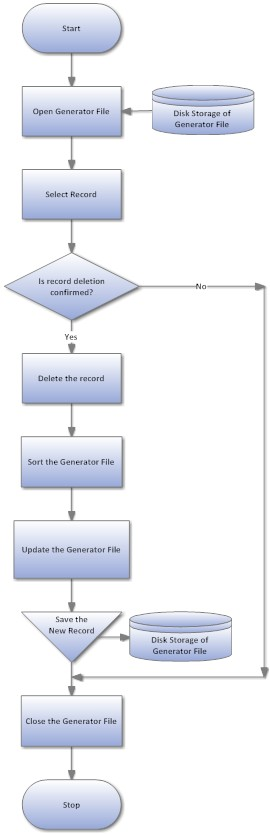 Start
Open Generator File
Disk Storage of
Generator File
Select Record
Is record deletion
confirmed?
No
Yes
Delete the record
Sort the Generator File
Update the Generator File
Save the
New Record
Disk Storage of
Generator File
Close the Generator File
Stop